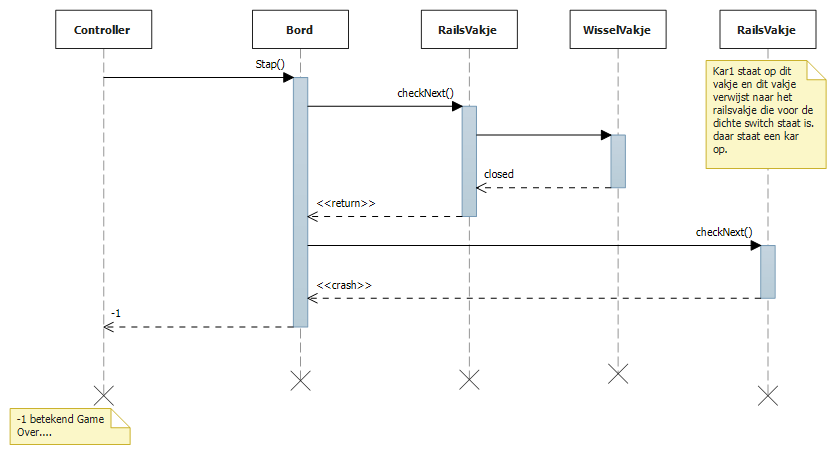 Controller
Bord
RailsVakje
WisselVakje
RailsVakje
Stap()
Kar1 staat op dit
vakje en dit vakje
verwijst naar het
railsvakje die voor de
dichte switch staat is.
daar staat een kar
op.
checkNext()
closed
<<return>>
checkNext()
<<crash>>
-1
-1 betekend Game
Over....